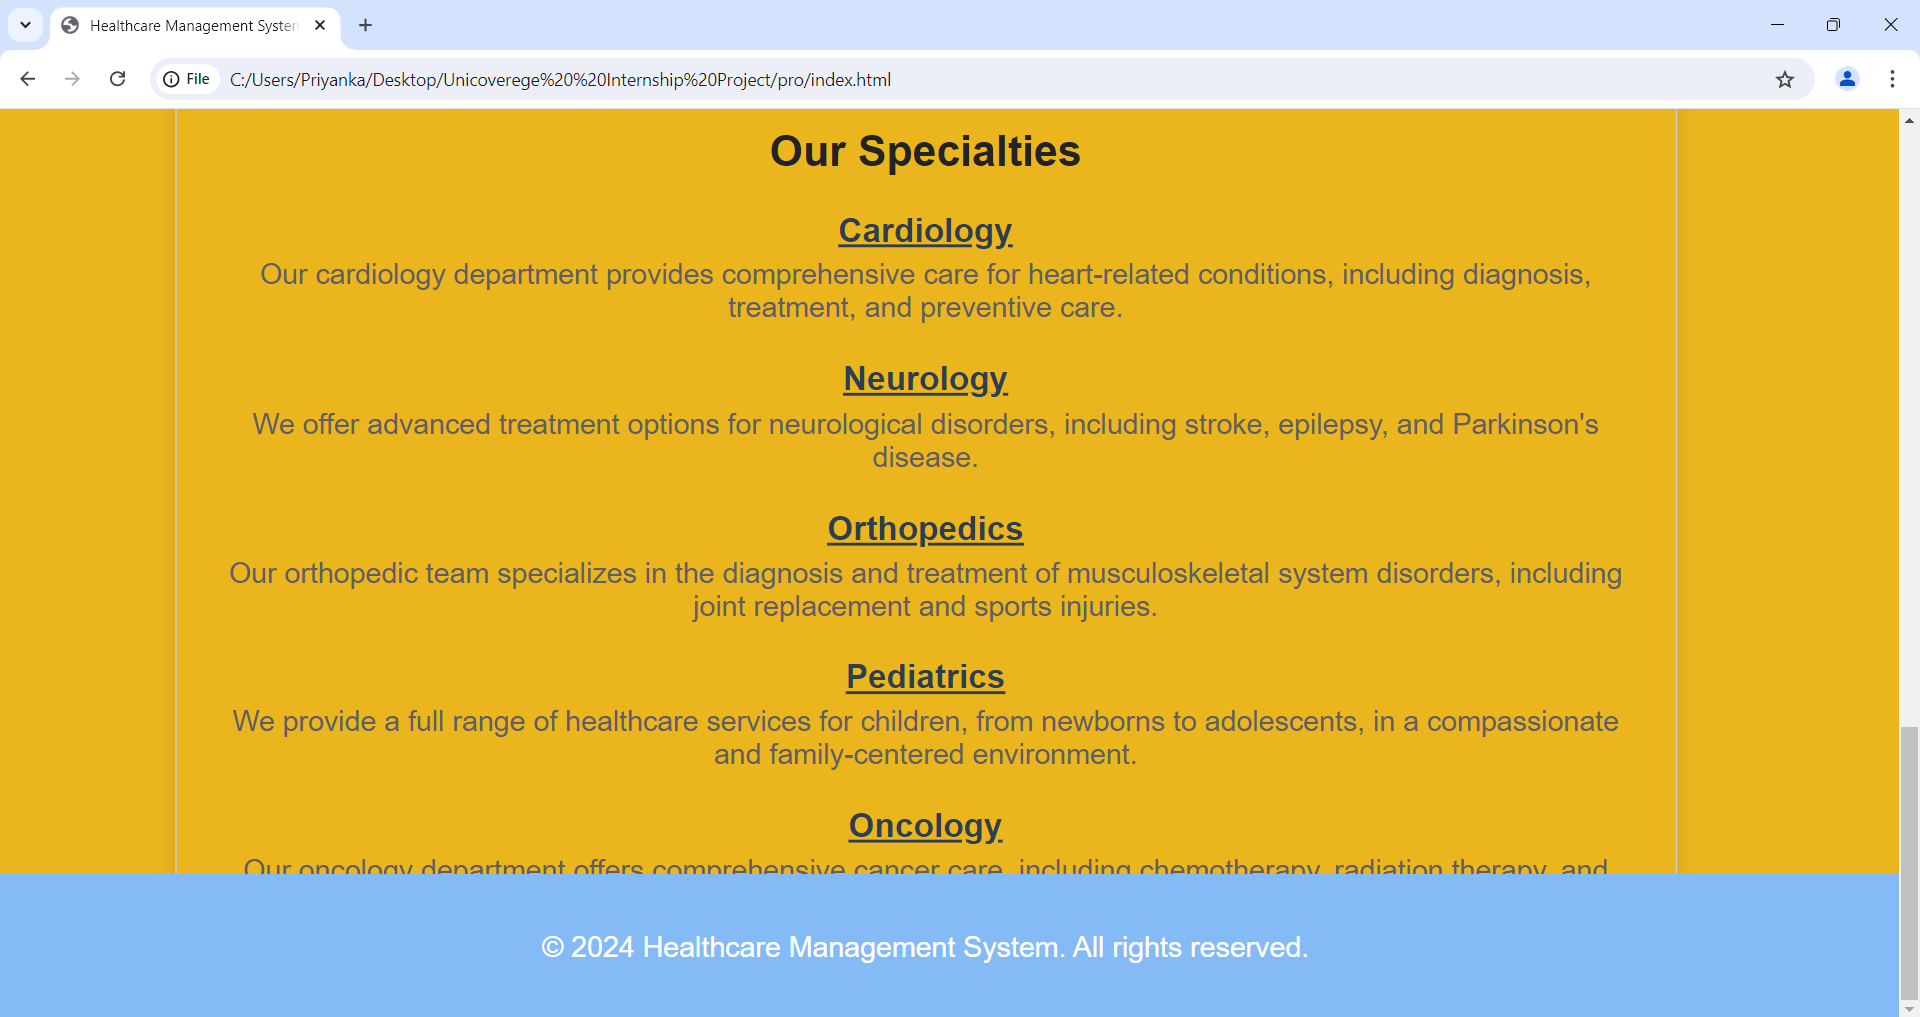 Healthcare Management System
File
C:/Users/Priyanka/Desktop/Unicoverege%20%20Internship%20Project/pro/index.html
Our Specialties
Cardiology
Our cardiology department provides comprehensive care for heart-related conditions, including diagnosis,
treatment, and preventive care.
Neurology
We offer advanced treatment options for neurological disorders, including stroke, epilepsy, and Parkinson's
disease.
Orthopedics
Our orthopedic team specializes in the diagnosis and treatment of musculoskeletal system disorders, including
joint replacement and sports injuries.
Pediatrics
We provide a full range of healthcare services for children, from newborns to adolescents, in a compassionate
and family-centered environment.
Oncology
Our oncology department offers comprehensive cancer care, including chemotherapy, radiation therapy, and
© 2024 Healthcare Management System. All rights reserved.